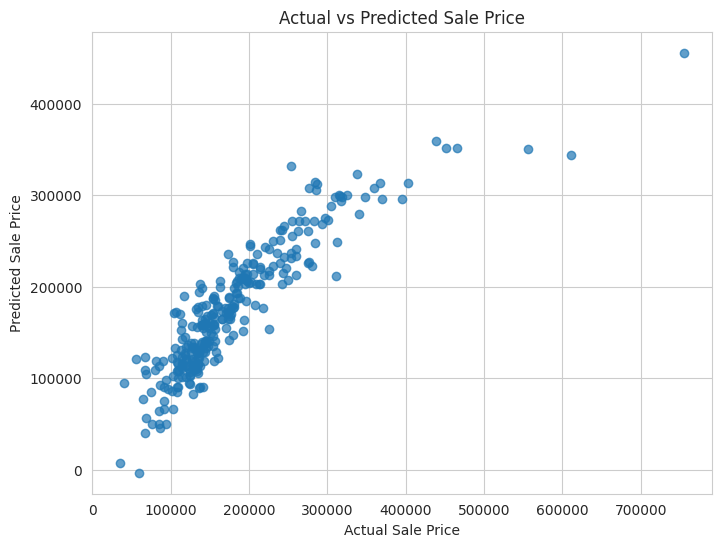 Actual vs Predicted Sale Price
Predicted Sale Price
400000
300000
200000
100000
0
0 100000 200000 300000 400000 500000 600000 700000
Actual Sale Price